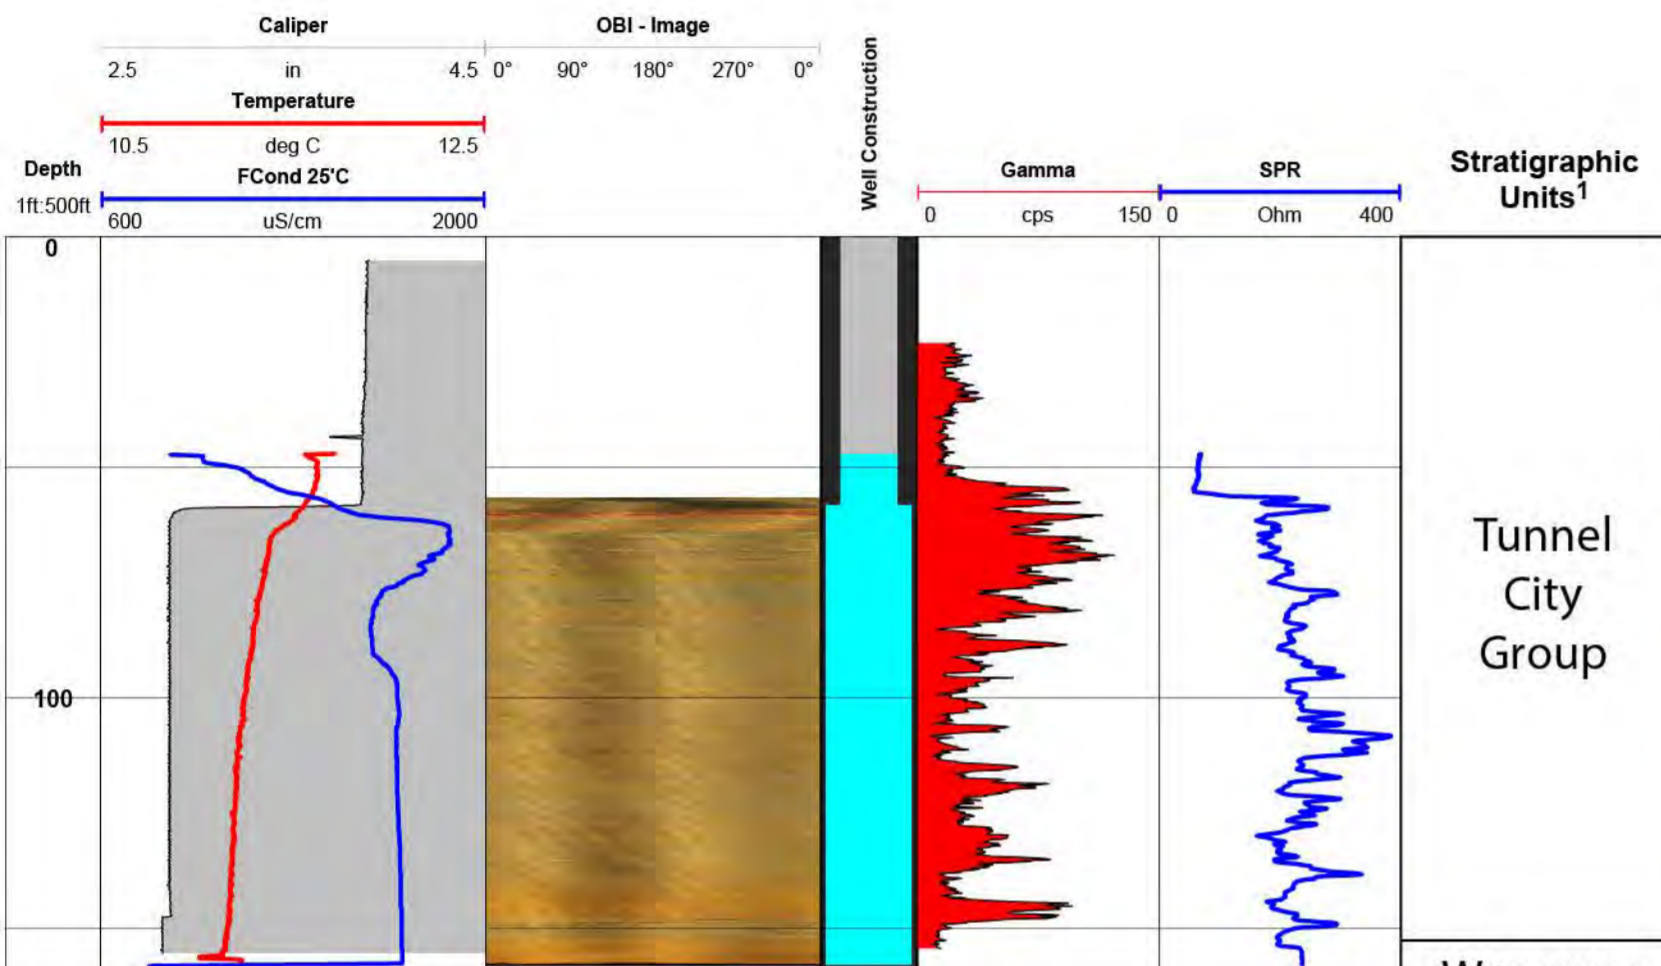 Caliper
2.5 in 4.5
Temperature
10.5 deg C 12.5
FCond 25'C
600 uS/cm 2000
Depth
1ft:500ft
OBI - Image
0° 90° 180° 270° 0°
Well Construction
Gamma
0 cps 150
SPR
0 Ohm 400
Stratigraphic
Units1
0
100
Tunnel
City
Group